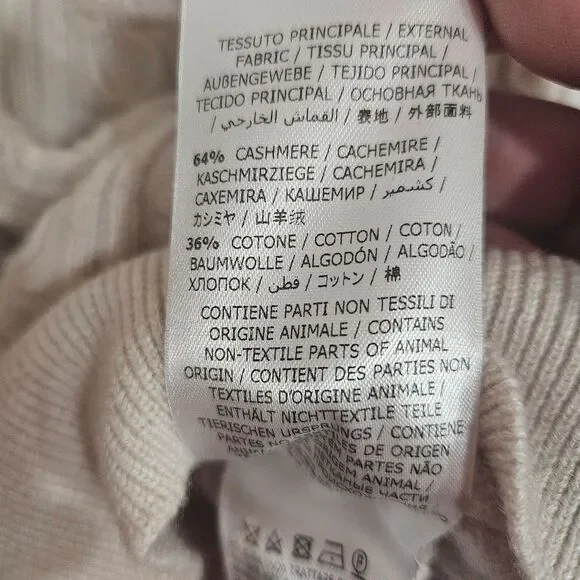 TESSUTO PRINCIPALE / EXTERNAL
FABRIC / TISSU PRINCIPAL /
AUßENGEWEBE / TEJIDO PRINCIPAL /
TECIDO PRINCIPAL / ОСНОВНАЯ ТКАНЬ
/ القماش الخارجي / 表地 / 外部面料
64% CASHMERE / CACHEMIRE /
KASCHMIRZIEGE / CACHEMIRA /
CAXEMIRA / КАШЕМИР / كشمير /
カシミヤ / 山羊绒
36% COTONE / COTTON / COTON /
BAUMWOLLE / ALGODÓN / ALGODÃO /
ХЛОПОК / قطن / コットン / 棉
CONTIENE PARTI NON TESSILI DI
ORIGINE ANIMALE / CONTAINS
NON-TEXTILE PARTS OF ANIMAL
ORIGIN / CONTIENT DES PARTIES NON
TEXTILES D'ORIGINE ANIMALE /
ENTHÄLT NICHTTEXTILE TEILE
TIERISCHEN URSPRUNGS / CONTIENE
PARTES NO DE ORIGEN
PARTES NÃO
ANIMAL /
ЧАСТИ